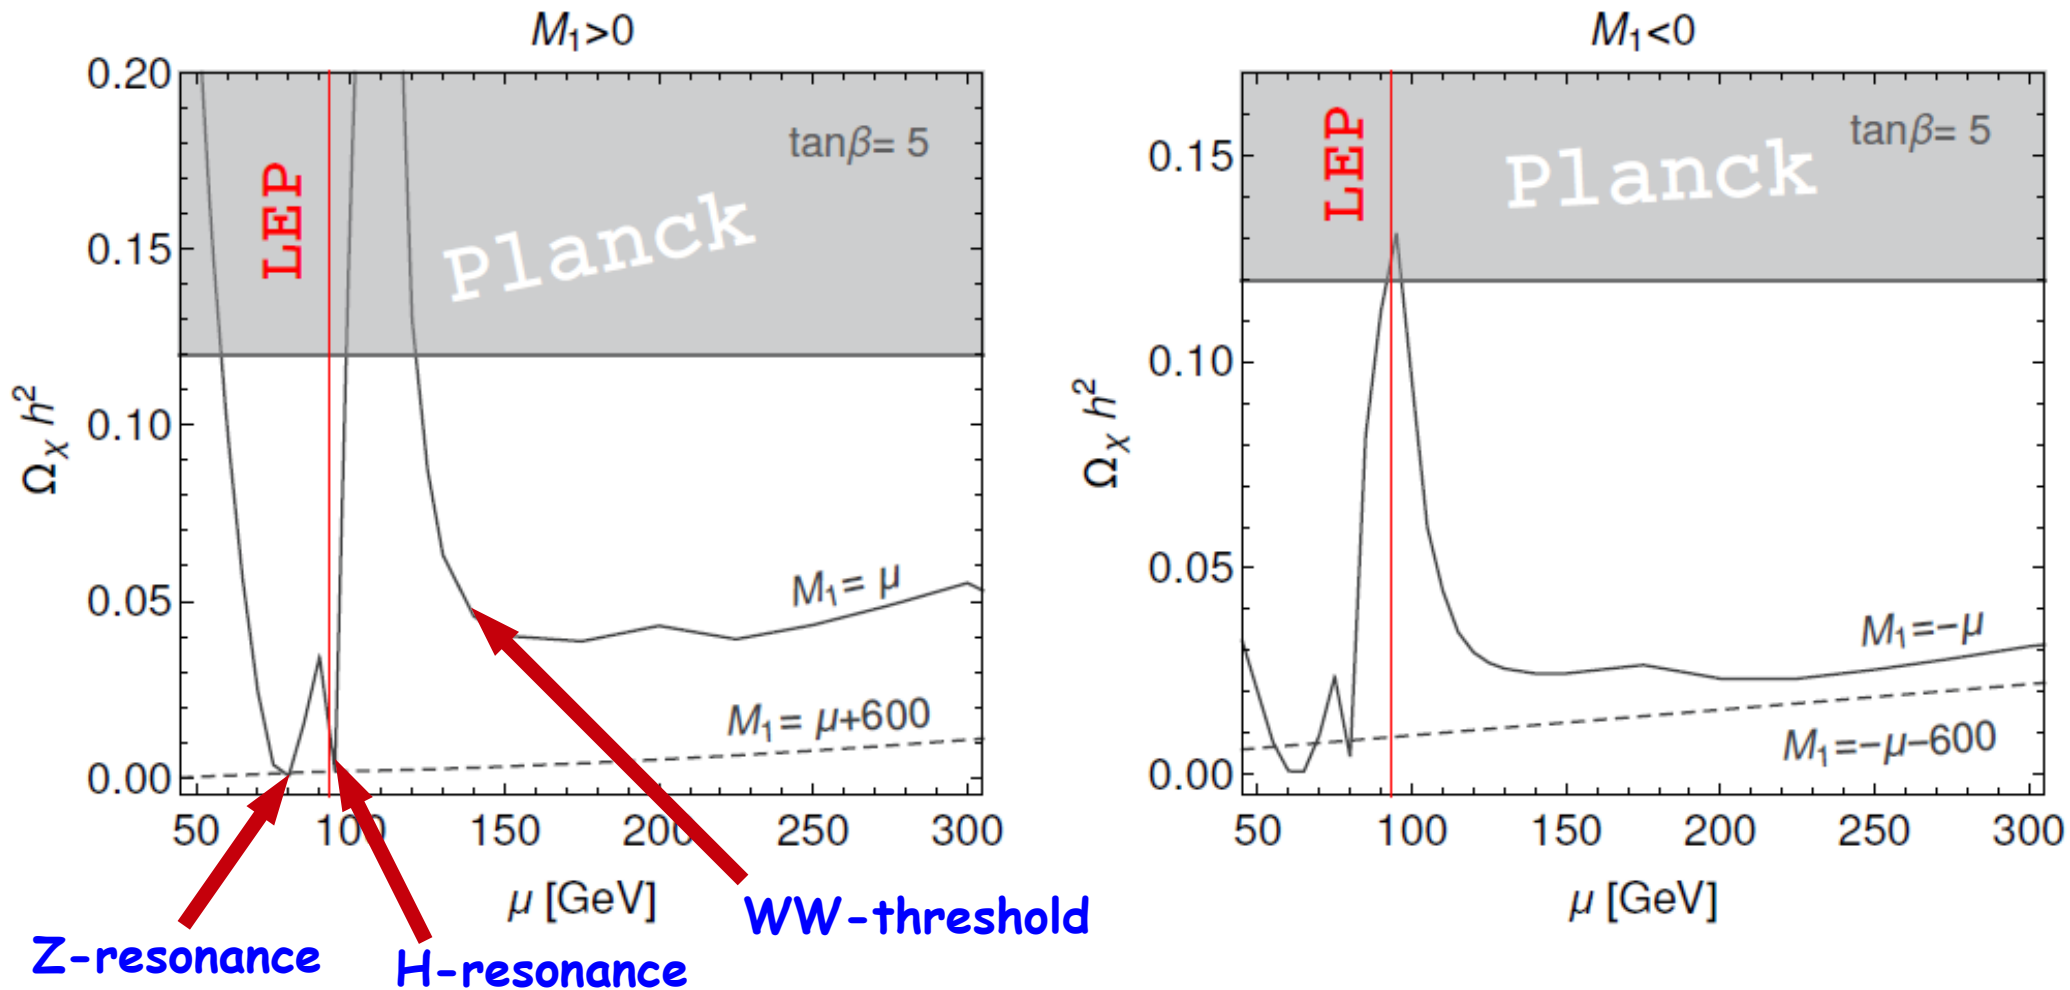 M₁>0
0.20
0.15
0.10
0.05
0.00
Ωχ h²
LEP
Planck
tanβ= 5
M₁= μ
M₁= μ+600
50 100 150 200 250 300
μ [GeV]
Z-resonance
H-resonance
WW-threshold
M₁<0
0.15
0.10
0.05
0.00
Ωχ h²
LEP
Planck
tanβ= 5
M₁=−μ
M₁=−μ−600
50 100 150 200 250 300
μ [GeV]